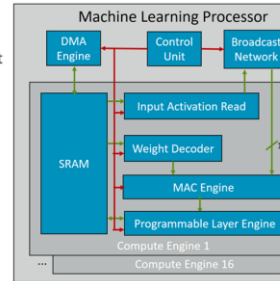 Machine Learning Processor
DMA
Engine
Control
Unit
Broadcast
Network
Input Activation Read
Weight Decoder
SRAM
MAC Engine
Programmable Layer Engine
Compute Engine 1
... Compute Engine 16